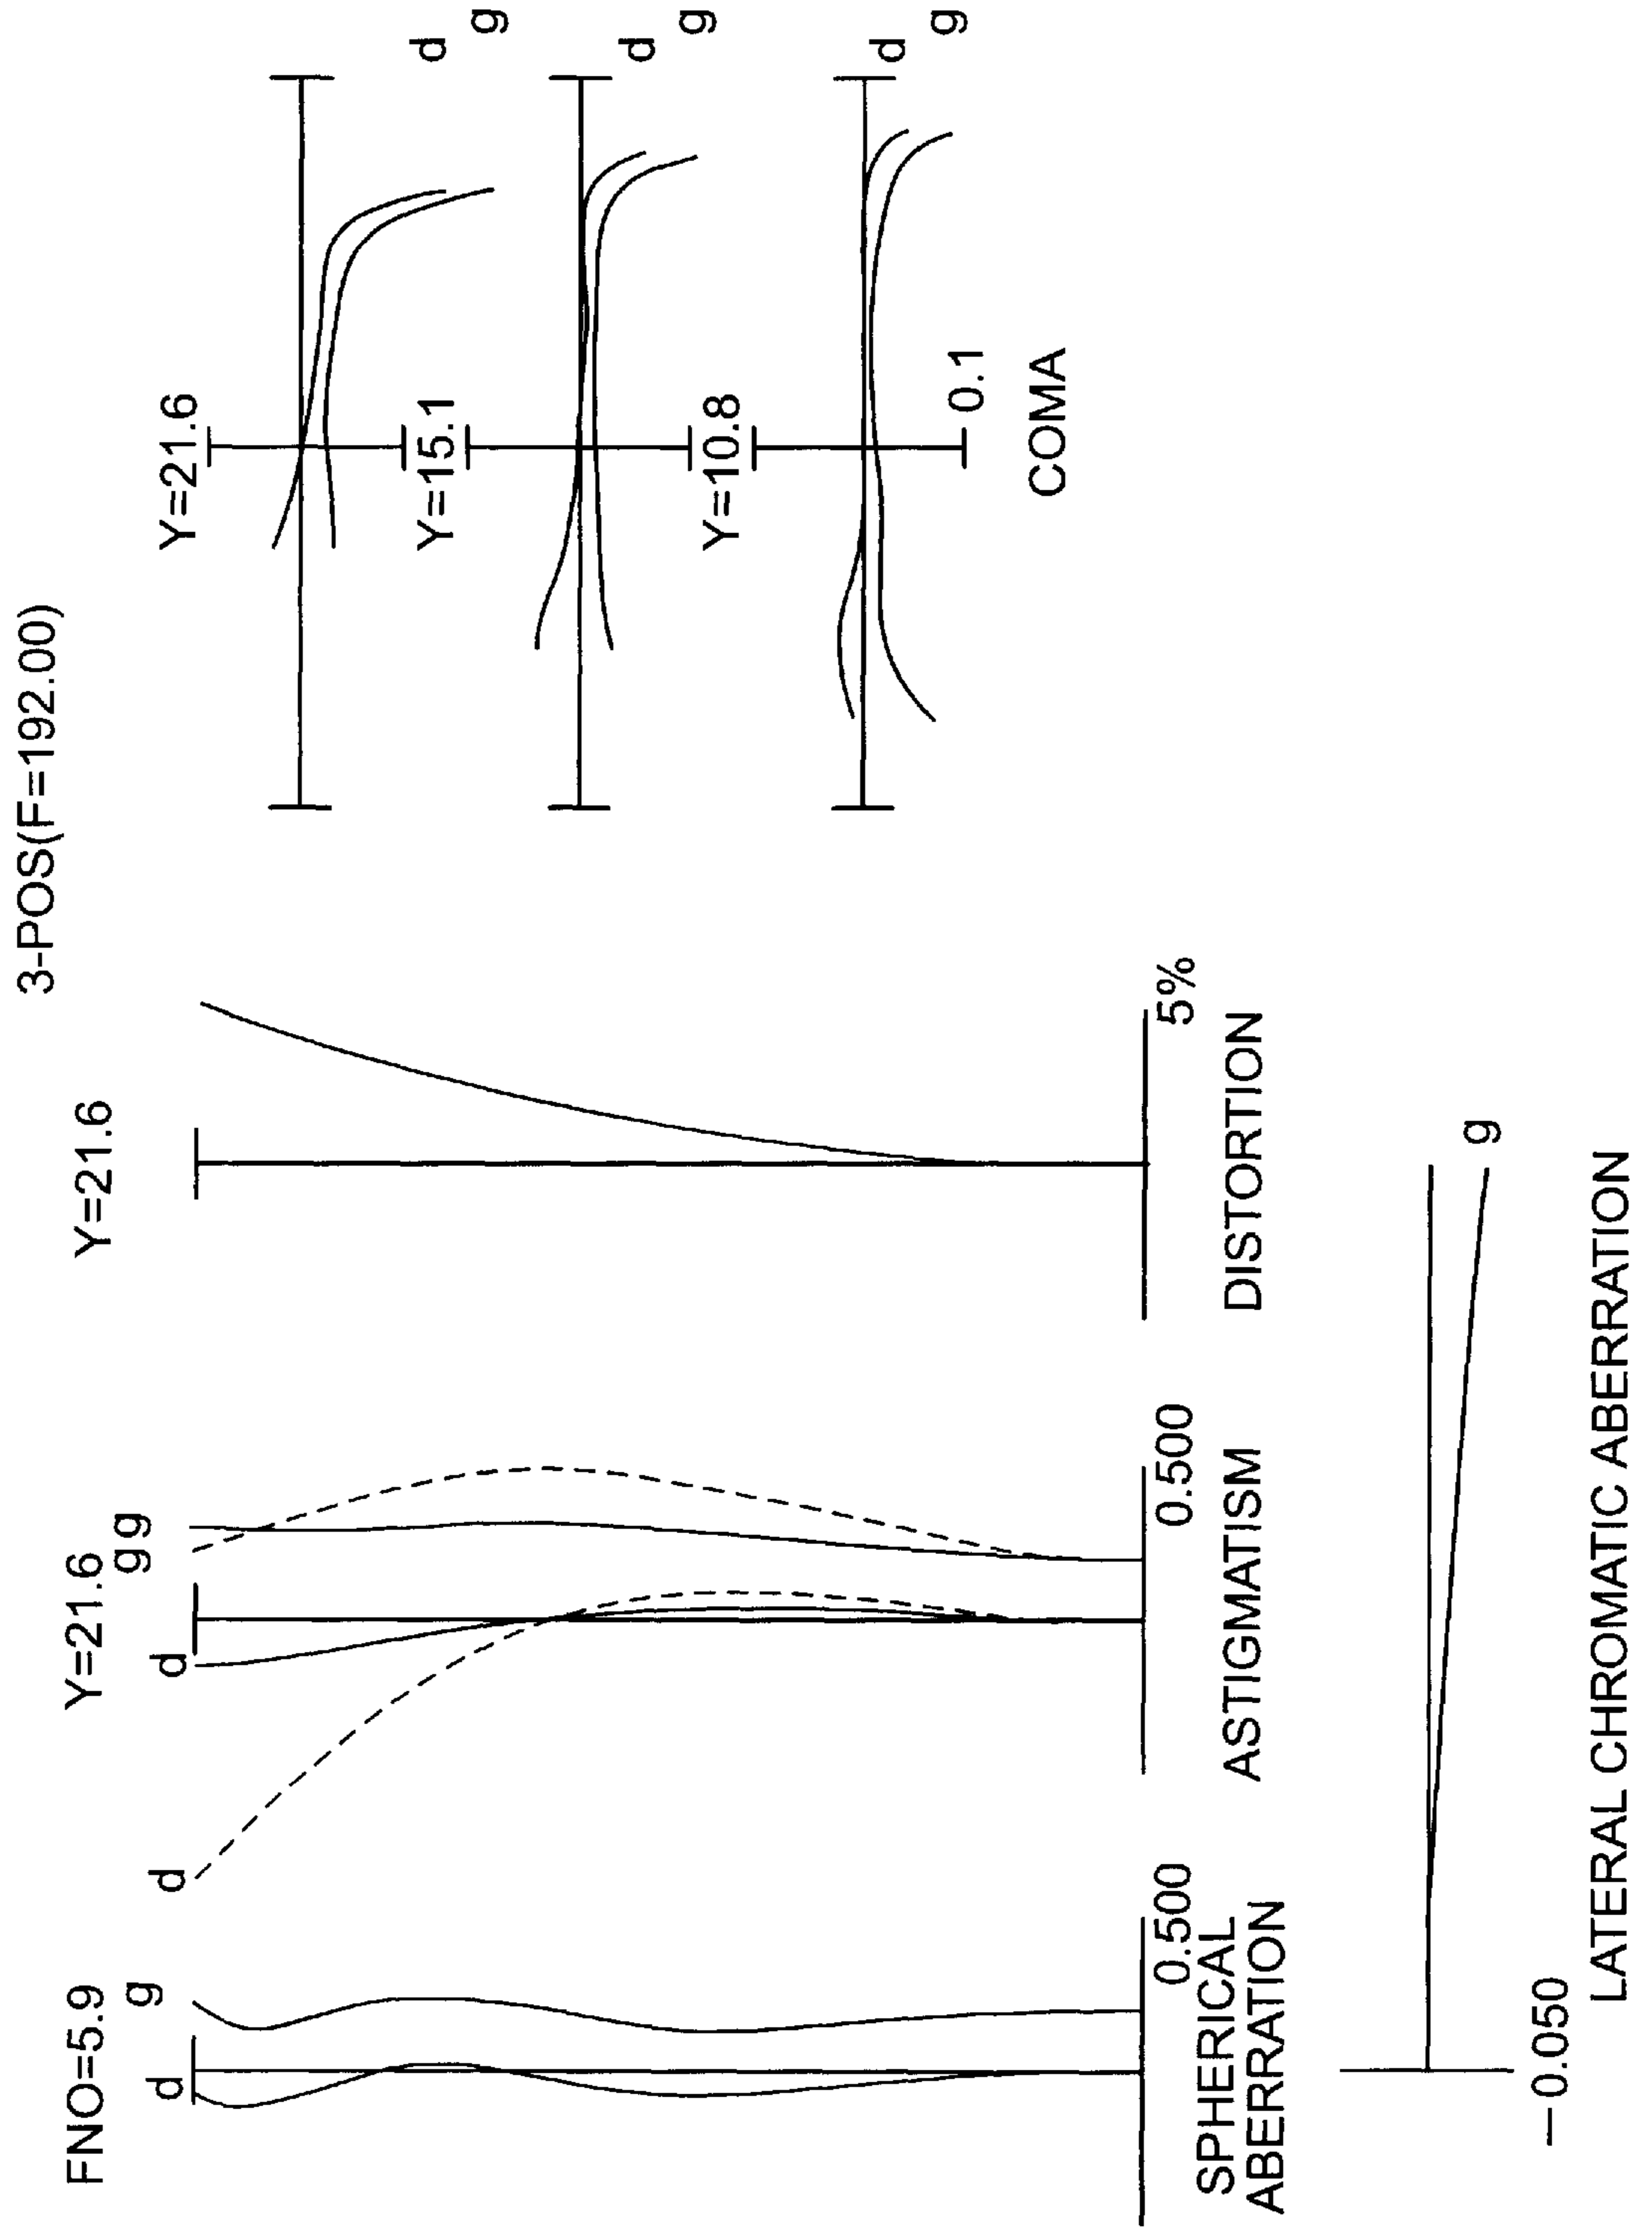 3-POS(F=192.00)
FNO=5.9
d
g
0.500
SPHERICAL
ABERRATION
Y=21.6
d
d
g g
0.500
ASTIGMATISM
Y=21.6
5%
DISTORTION
Y=21.6
d
g
Y=15.1
d
g
Y=10.8
d
g
0.1
COMA
g
−0.050
LATERAL CHROMATIC ABERRATION